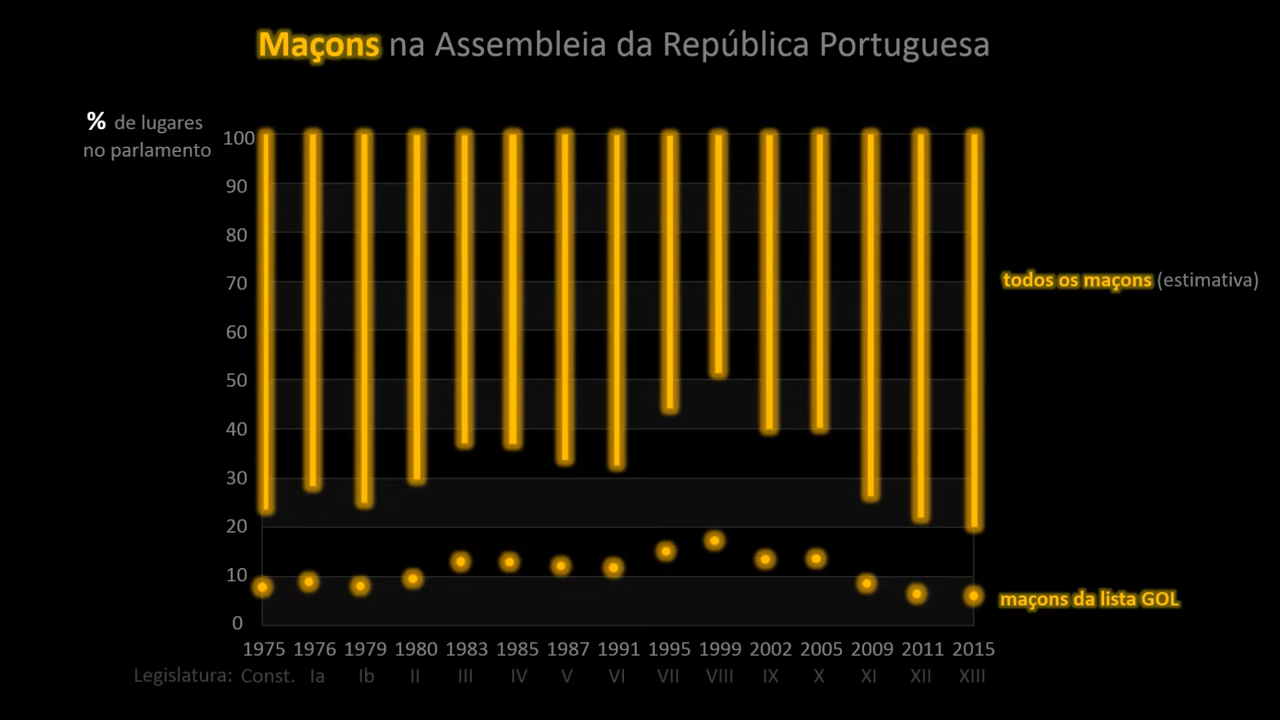 Maçons na Assembleia da República Portuguesa
% de lugares
no parlamento
100
90
80
70
todos os maçons (estimativa)
60
50
40
30
20
10
maçons da lista GOL
0
1975 1976 1979 1980 1983 1985 1987 1991 1995 1999 2002 2005 2009 2011 2015
Legislatura: Const. Ia Ib II III IV V VI VII VIII IX X XI XII XIII